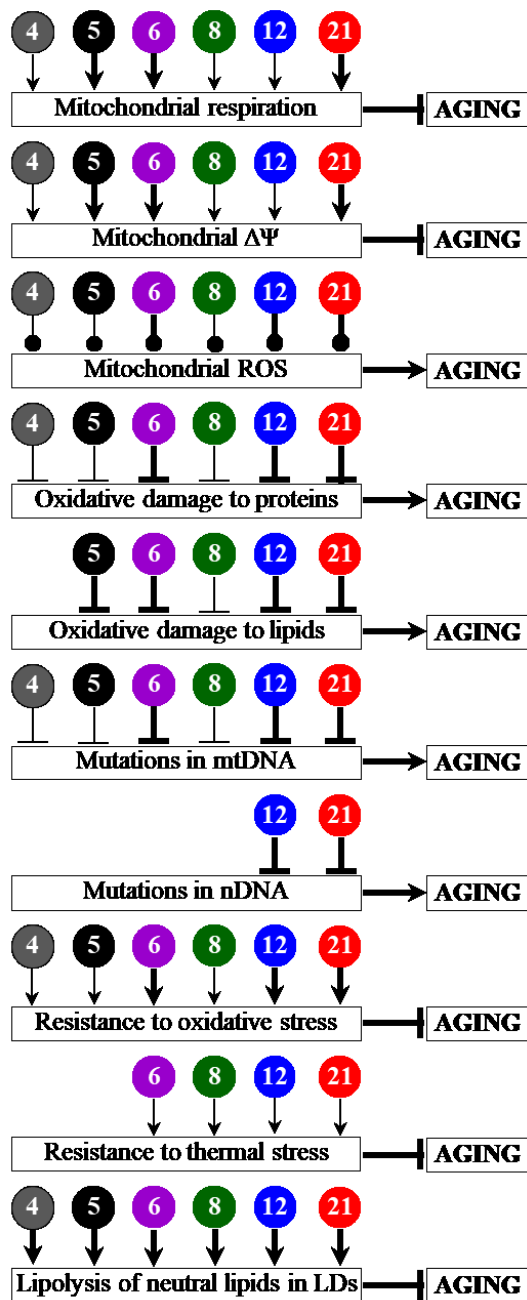 4 5 6 8 12 21
Mitochondrial respiration AGING
4 5 6 8 12 21
Mitochondrial ΔΨ AGING
4 5 6 8 12 21
Mitochondrial ROS AGING
4 5 6 8 12 21
Oxidative damage to proteins AGING
5 6 8 12 21
Oxidative damage to lipids AGING
4 5 6 8 12 21
Mutations in mtDNA AGING
12 21
Mutations in nDNA AGING
4 5 6 8 12 21
Resistance to oxidative stress AGING
6 8 12 21
Resistance to thermal stress AGING
4 5 6 8 12 21
Lipolysis of neutral lipids in LDs AGING